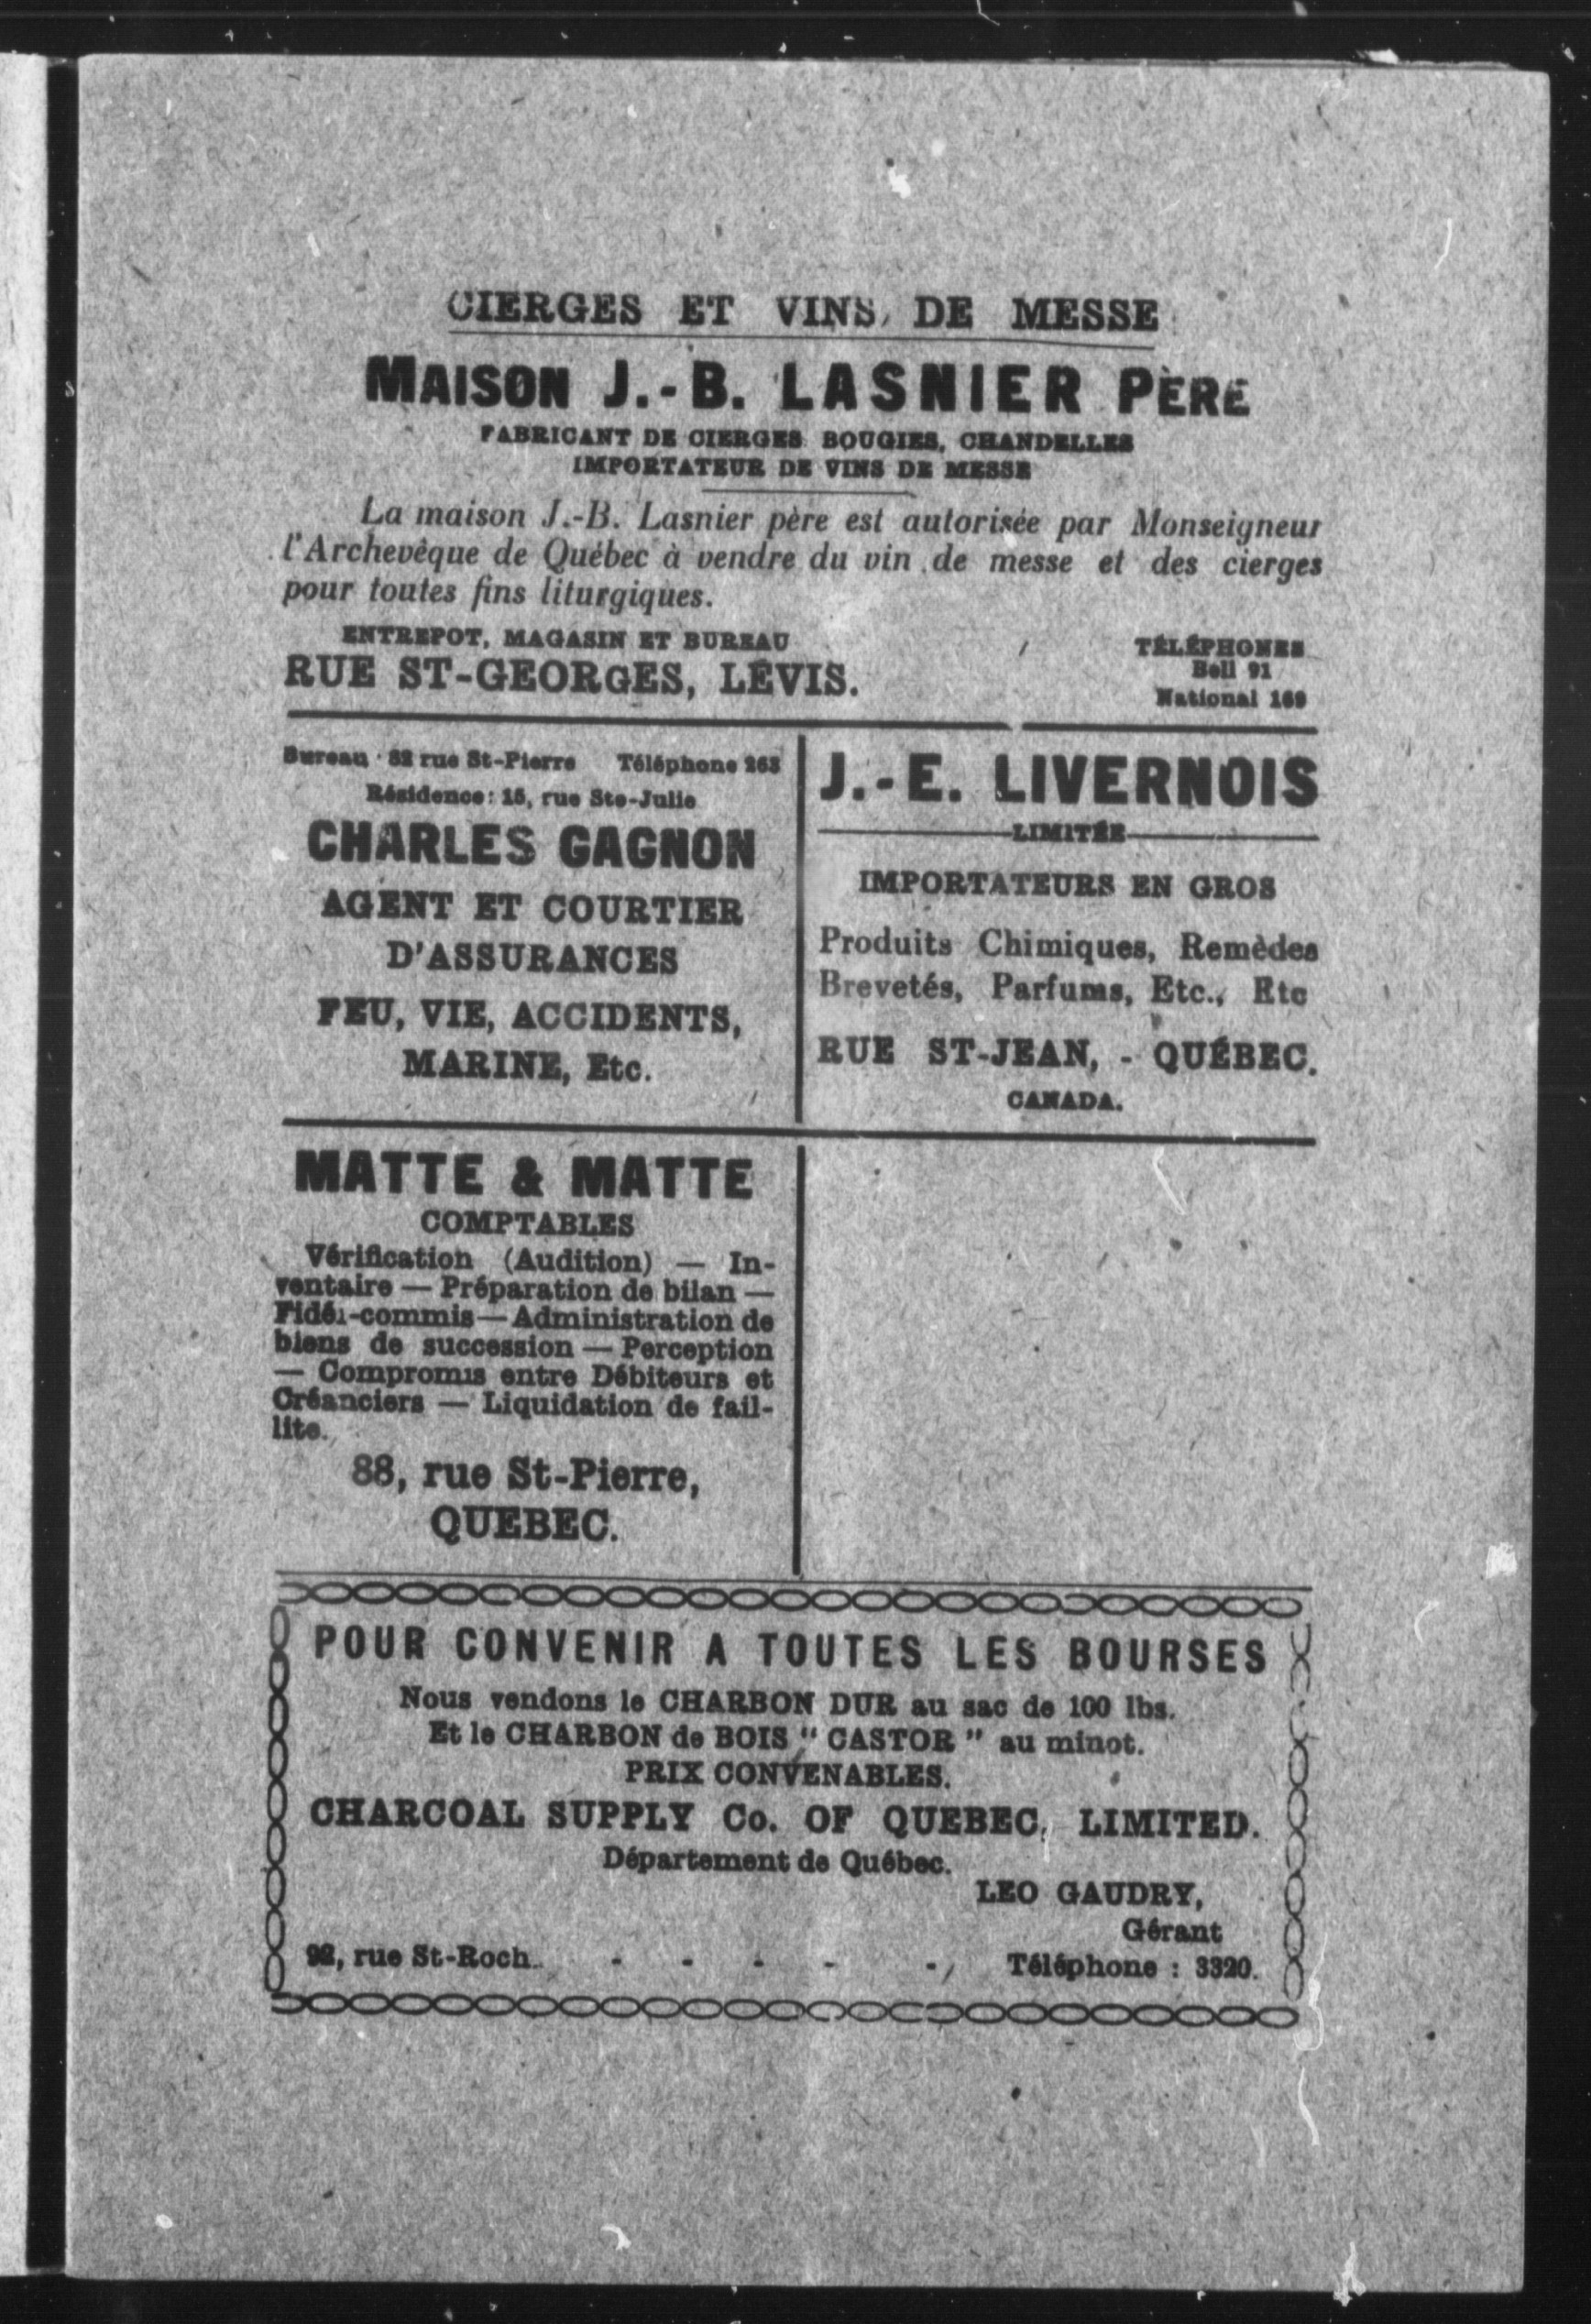 CIERGES ET VINS DE MESSE
MAISON J.-B. LASNIER PÈRE
FABRICANT DE CIERGES BOUGIES, CHANDELLES
IMPORTATEUR DE VINS DE MESSE
La maison J.-B. Lasnier père est autorisée par Monseigneur
l'Archevêque de Québec à vendre du vin de messe et des cierges
pour toutes fins liturgiques.
ENTREPOT, MAGASIN ET BUREAU
RUE ST-GEORGES, LÉVIS.
TÉLÉPHONES
Bell 91
National 169
Bureau : 82 rue St-Pierre Téléphone 263
Résidence: 15, rue Ste-Julie
CHARLES GAGNON
AGENT ET COURTIER
D'ASSURANCES
FEU, VIE, ACCIDENTS,
MARINE, Etc.
J.-E. LIVERNOIS
LIMITÉE
IMPORTATEURS EN GROS
Produits Chimiques, Remèdes
Brevetés, Parfums, Etc., Etc
RUE ST-JEAN, - QUÉBEC.
CANADA.
MATTE & MATTE
COMPTABLES
Vérification (Audition) — In-
ventaire — Préparation de bilan —
Fidéi-commis — Administration de
biens de succession — Perception
— Compromis entre Débiteurs et
Créanciers — Liquidation de fail-
lite.
88, rue St-Pierre,
QUEBEC.
POUR CONVENIR A TOUTES LES BOURSES
Nous vendons le CHARBON DUR au sac de 100 lbs.
Et le CHARBON de BOIS " CASTOR " au minot.
PRIX CONVENABLES.
CHARCOAL SUPPLY Co. OF QUEBEC, LIMITED.
Département de Québec.
LEO GAUDRY,
Gérant
92, rue St-Roch. - - - - - Téléphone : 3320.